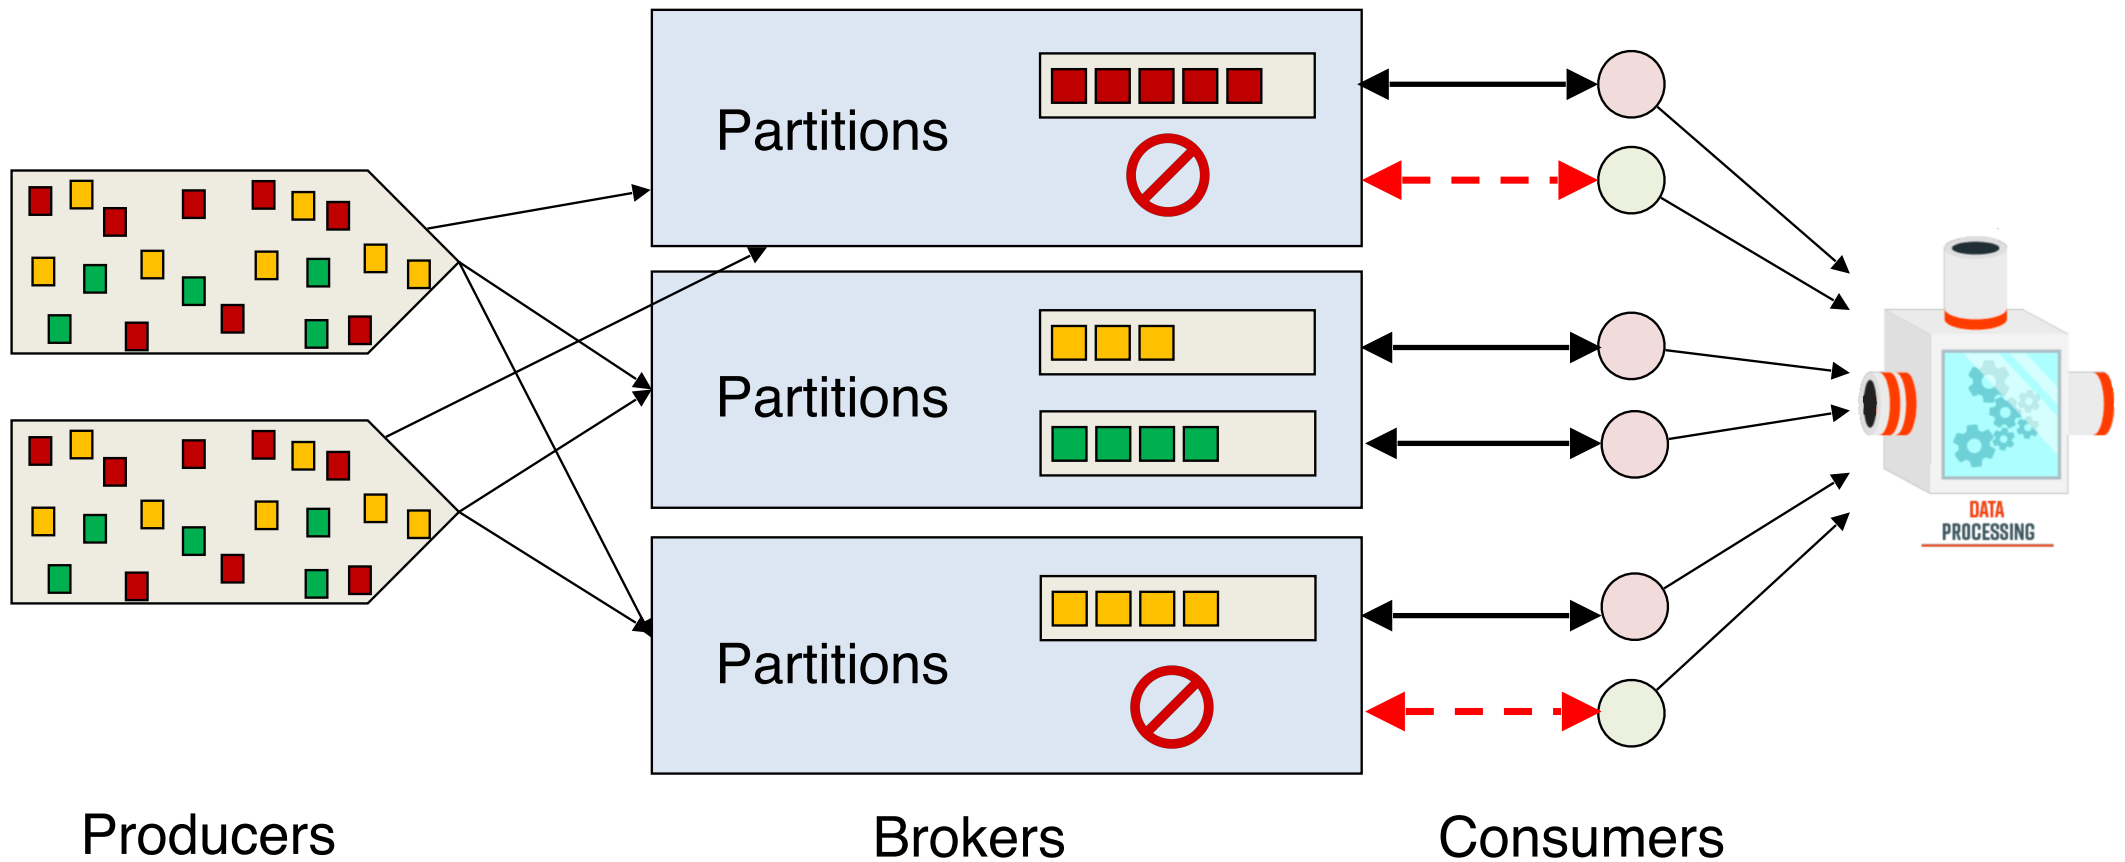 Partitions
Partitions
Partitions
DATA
PROCESSING
Producers
Brokers
Consumers